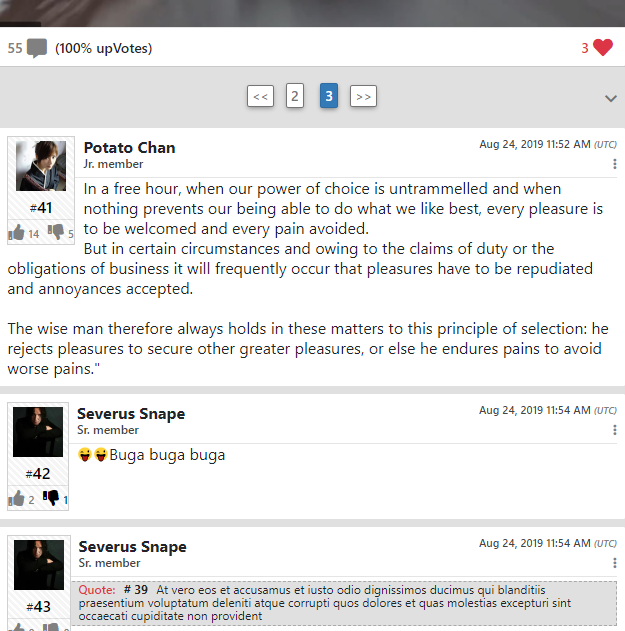 55 (100% upVotes) 3
<< 2 3 >>
Potato Chan Aug 24, 2019 11:52 AM (UTC)
Jr. member
In a free hour, when our power of choice is untrammelled and when
nothing prevents our being able to do what we like best, every pleasure is
#41
to be welcomed and every pain avoided.
14 5
But in certain circumstances and owing to the claims of duty or the
obligations of business it will frequently occur that pleasures have to be repudiated
and annoyances accepted.
The wise man therefore always holds in these matters to this principle of selection: he
rejects pleasures to secure other greater pleasures, or else he endures pains to avoid
worse pains."
Severus Snape Aug 24, 2019 11:54 AM (UTC)
Sr. member
😜😜Buga buga buga
#42
2 1
Severus Snape Aug 24, 2019 11:54 AM (UTC)
Sr. member
Quote: # 39 At vero eos et accusamus et iusto odio dignissimos ducimus qui blanditiis
praesentium voluptatum deleniti atque corrupti quos dolores et quas molestias excepturi sint
occaecati cupiditate non provident
#43